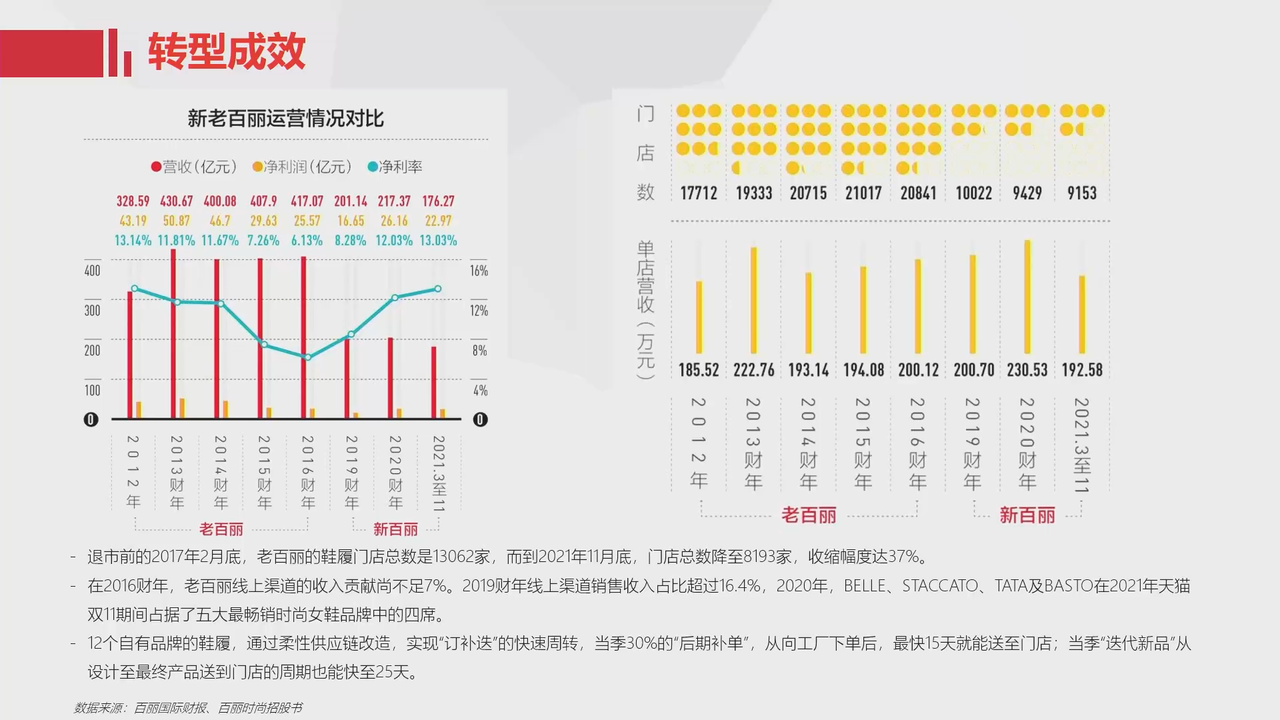 转型成效
新老百丽运营情况对比
营收(亿元) 净利润(亿元) 净利率
328.59 430.67 400.08 407.9 417.07 201.14 217.37 176.27
43.19 50.87 46.7 29.63 25.57 16.65 26.16 22.97
13.14% 11.81% 11.67% 7.26% 6.13% 8.28% 12.03% 13.03%
400 16%
300 12%
200 8%
100 4%
0 0
2012年 2013财年 2014财年 2015财年 2016财年 2019财年 2020财年 2021.3至11
老百丽 新百丽
门店数
17712 19333 20715 21017 20841 10022 9429 9153
单店营收(万元)
185.52 222.76 193.14 194.08 200.12 200.70 230.53 192.58
2012年 2013财年 2014财年 2015财年 2016财年 2019财年 2020财年 2021.3至11
老百丽 新百丽
- 退市前的2017年2月底，老百丽的鞋履门店总数是13062家，而到2021年11月底，门店总数降至8193家，收缩幅度达37%。
- 在2016财年，老百丽线上渠道的收入贡献尚不足7%。2019财年线上渠道销售收入占比超过16.4%，2020年，BELLE、STACCATO、TATA及BASTO在2021年天猫
双11期间占据了五大最畅销时尚女鞋品牌中的四席。
- 12个自有品牌的鞋履，通过柔性供应链改造，实现“订补迭”的快速周转，当季30%的“后期补单”，从向工厂下单后，最快15天就能送至门店；当季“迭代新品”从
设计至最终产品送到门店的周期也能快至25天。
数据来源：百丽国际财报、百丽时尚招股书